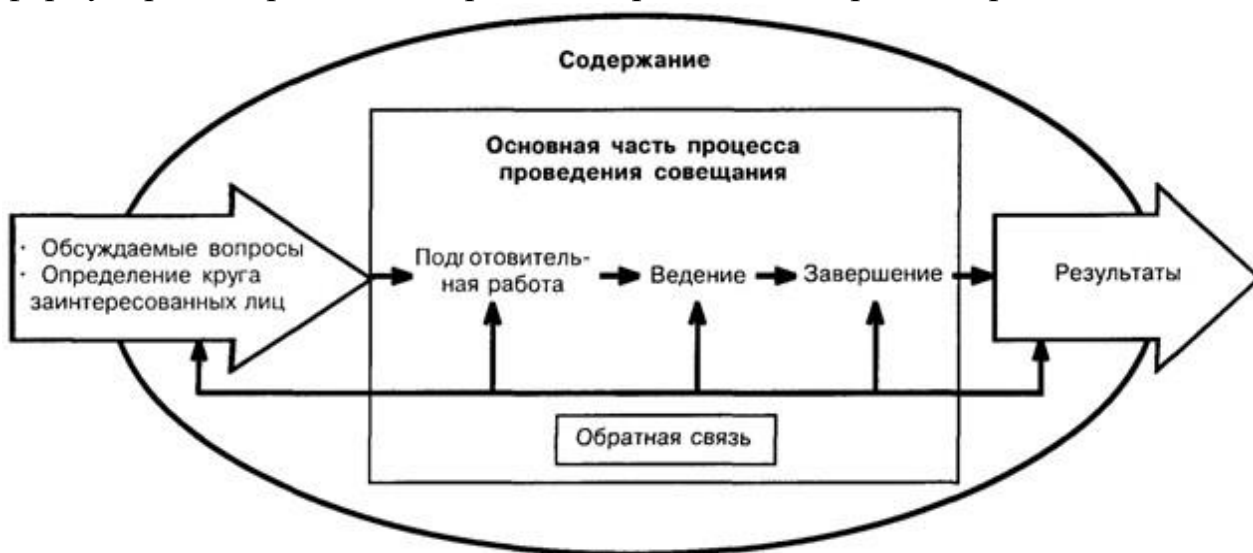 Содержание
Основная часть процесса
проведения совещания
· Обсуждаемые вопросы
· Определение круга
заинтересованных лиц
Подготовитель-
ная работа
Ведение
Завершение
Результаты
Обратная связь